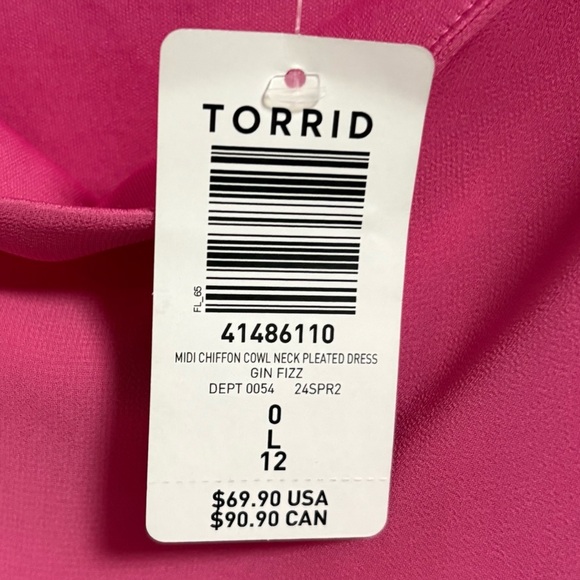 TORRID
FL_65
41486110
MIDI CHIFFON COWL NECK PLEATED DRESS
GIN FIZZ
DEPT 0054 24SPR2
0
L
12
$69.90 USA
$90.90 CAN